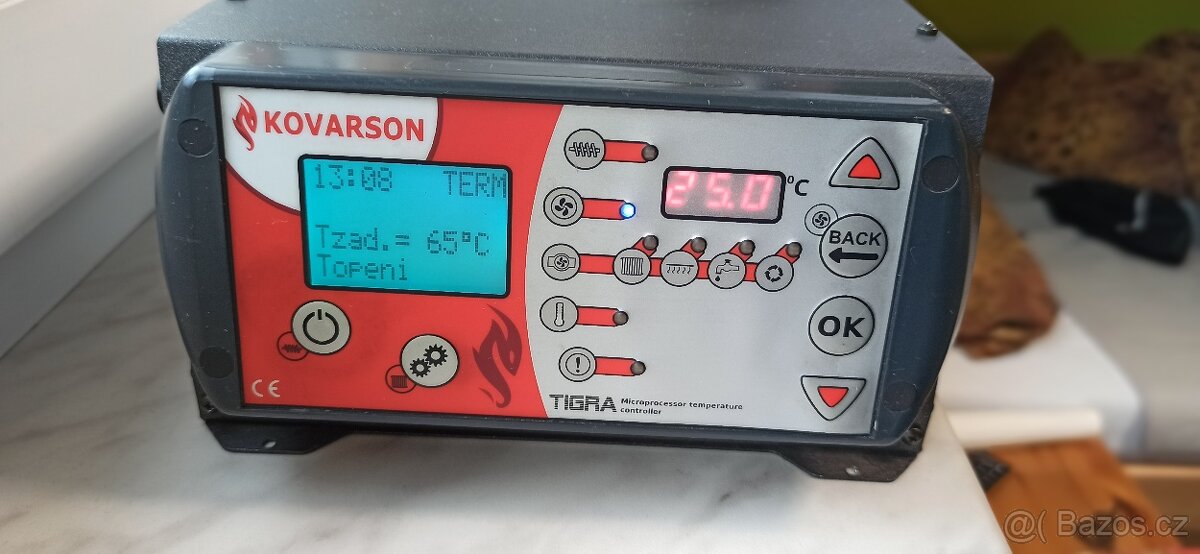 KOVARSON
13:08 TERM
Tzad.= 65°C
Topeni
25.0 °C
BACK
OK
CE
TIGRA Microprocessor temperature
controller
@( Bazos.cz